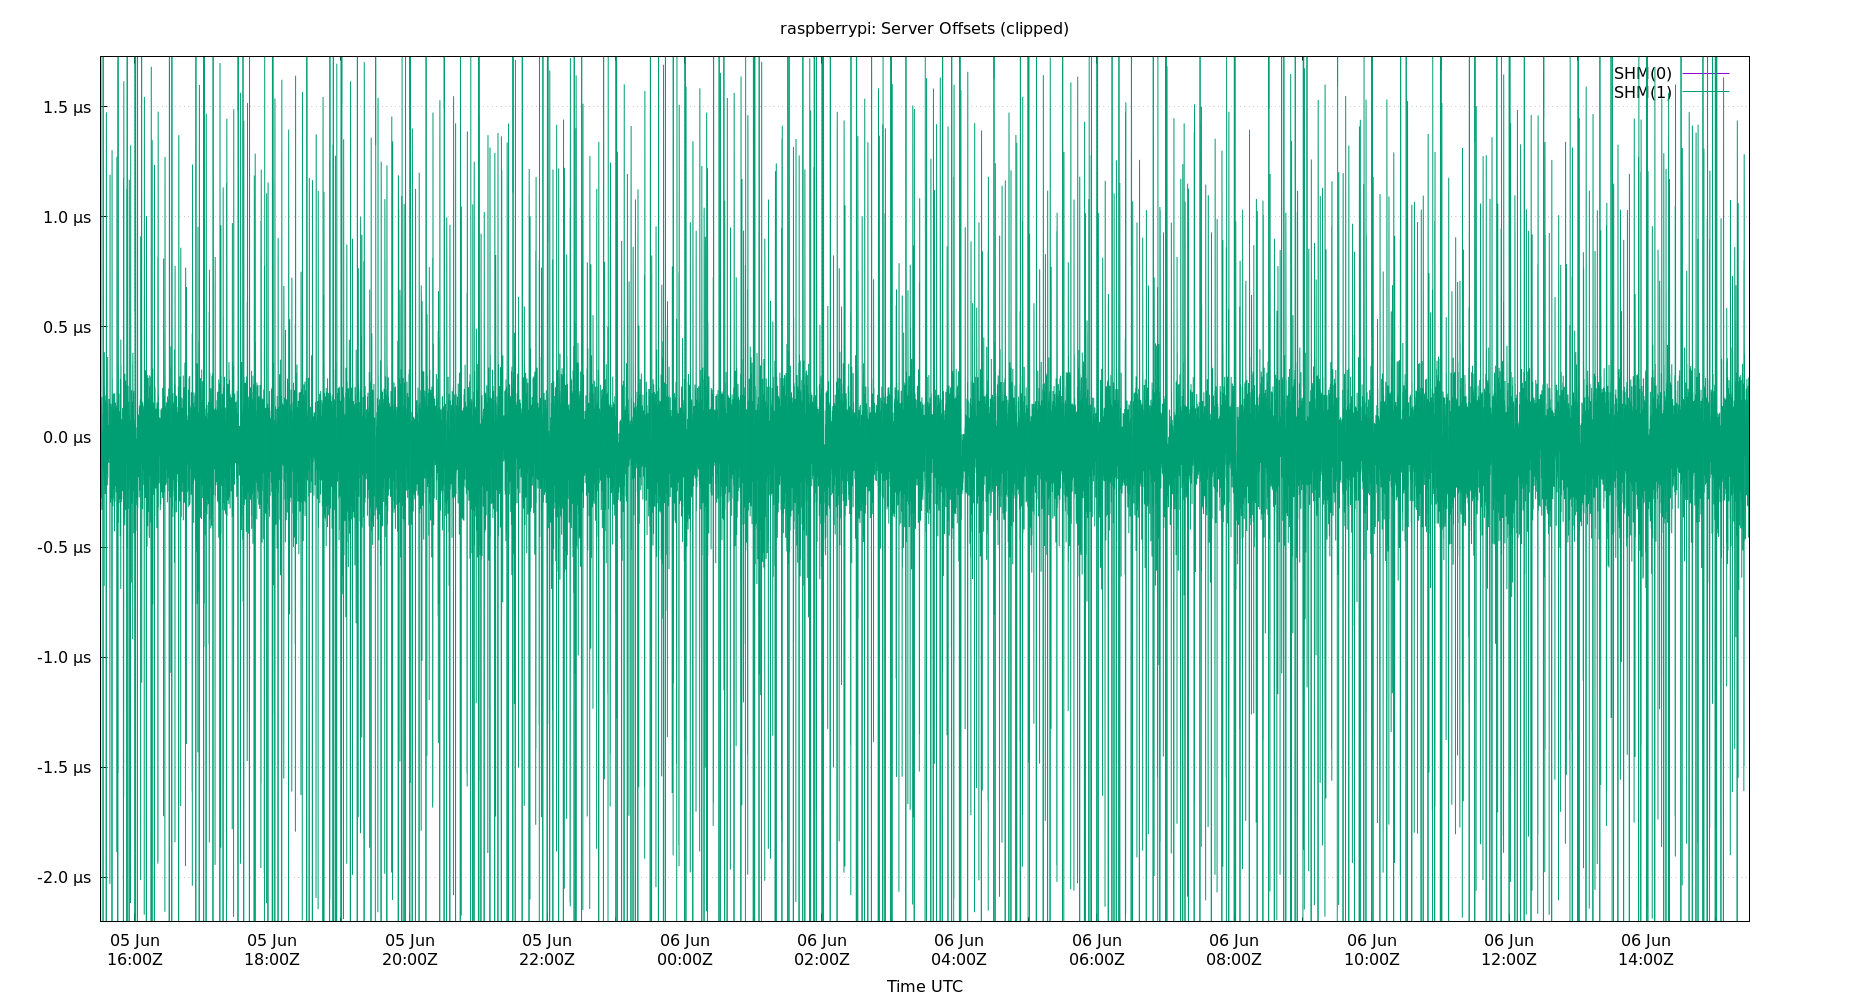 raspberrypi: Server Offsets (clipped)
SHM(0)
SHM(1)
1.5 µs
1.0 µs
0.5 µs
0.0 µs
-0.5 µs
-1.0 µs
-1.5 µs
-2.0 µs
05 Jun 05 Jun 05 Jun 05 Jun 06 Jun 06 Jun 06 Jun 06 Jun 06 Jun 06 Jun 06 Jun 06 Jun
16:00Z 18:00Z 20:00Z 22:00Z 00:00Z 02:00Z 04:00Z 06:00Z 08:00Z 10:00Z 12:00Z 14:00Z
Time UTC